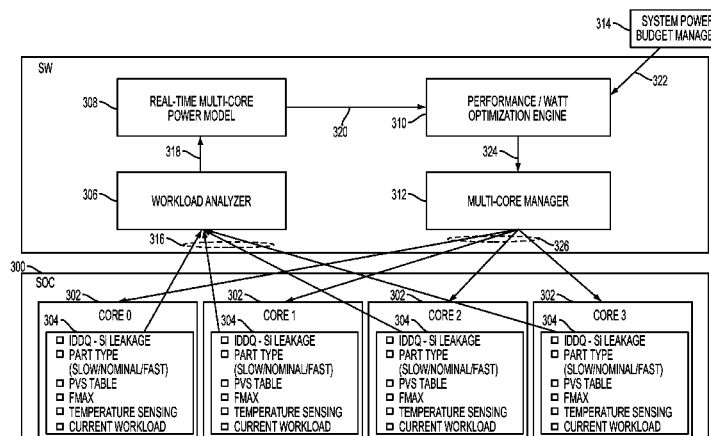 314
SYSTEM POWER
BUDGET MANAGER
322
SW
308
REAL-TIME MULTI-CORE
POWER MODEL
320
310
PERFORMANCE / WATT
OPTIMIZATION ENGINE
318
324
306
WORKLOAD ANALYZER
312
MULTI-CORE MANAGER
316
326
300
SOC
302
CORE 0
304
IDDQ - Si LEAKAGE
PART TYPE
(SLOW/NOMINAL/FAST)
PVS TABLE
FMAX
TEMPERATURE SENSING
CURRENT WORKLOAD
302
CORE 1
304
IDDQ - Si LEAKAGE
PART TYPE
(SLOW/NOMINAL/FAST)
PVS TABLE
FMAX
TEMPERATURE SENSING
CURRENT WORKLOAD
302
CORE 2
304
IDDQ - Si LEAKAGE
PART TYPE
(SLOW/NOMINAL/FAST)
PVS TABLE
FMAX
TEMPERATURE SENSING
CURRENT WORKLOAD
302
CORE 3
304
IDDQ - Si LEAKAGE
PART TYPE
(SLOW/NOMINAL/FAST)
PVS TABLE
FMAX
TEMPERATURE SENSING
CURRENT WORKLOAD